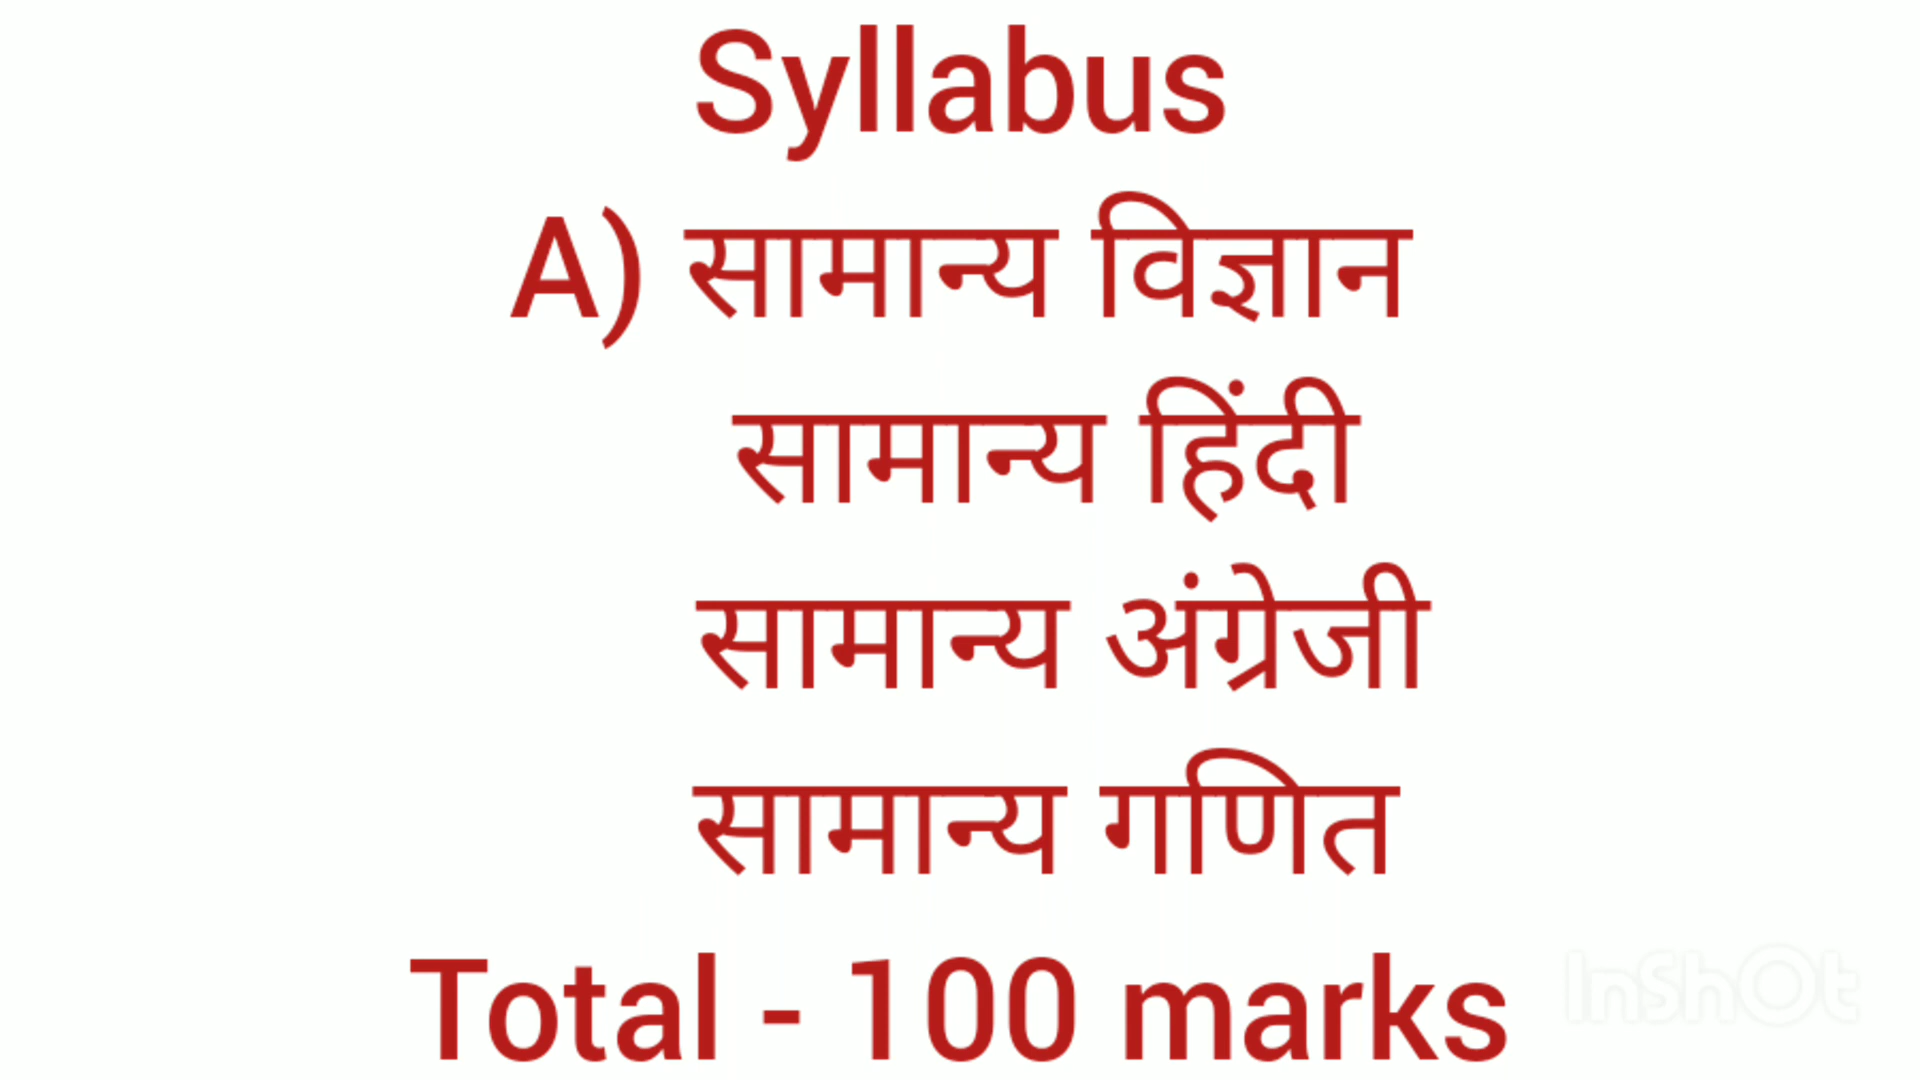 Syllabus
A) सामान्य विज्ञान
सामान्य हिंदी
सामान्य अंग्रेजी
सामान्य गणित
Total - 100 marks
InShOt